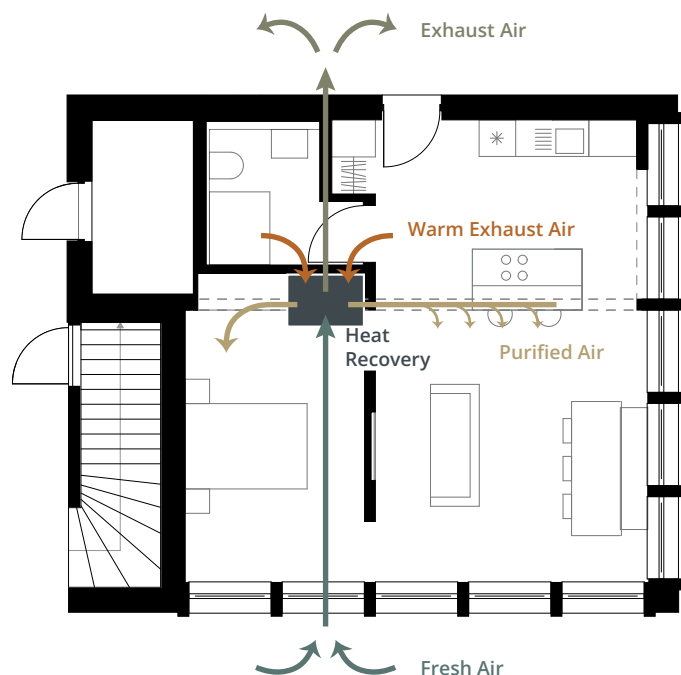 Exhaust Air
Warm Exhaust Air
Heat
Recovery
Purified Air
Fresh Air